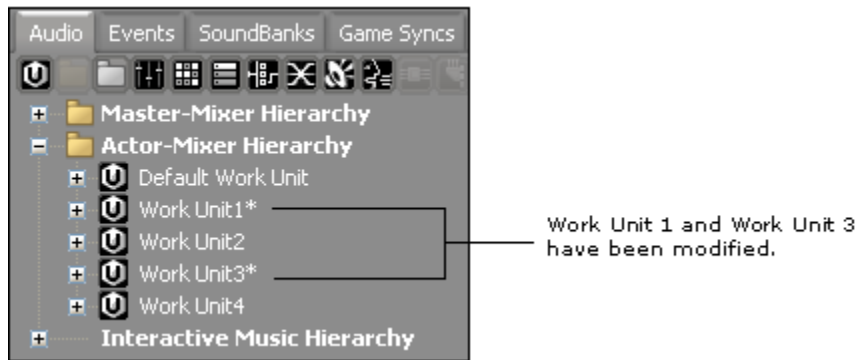 Audio Events SoundBanks Game Syncs
Master-Mixer Hierarchy
Actor-Mixer Hierarchy
Default Work Unit
Work Unit1*
Work Unit2
Work Unit3*
Work Unit4
Interactive Music Hierarchy
Work Unit 1 and Work Unit 3
have been modified.